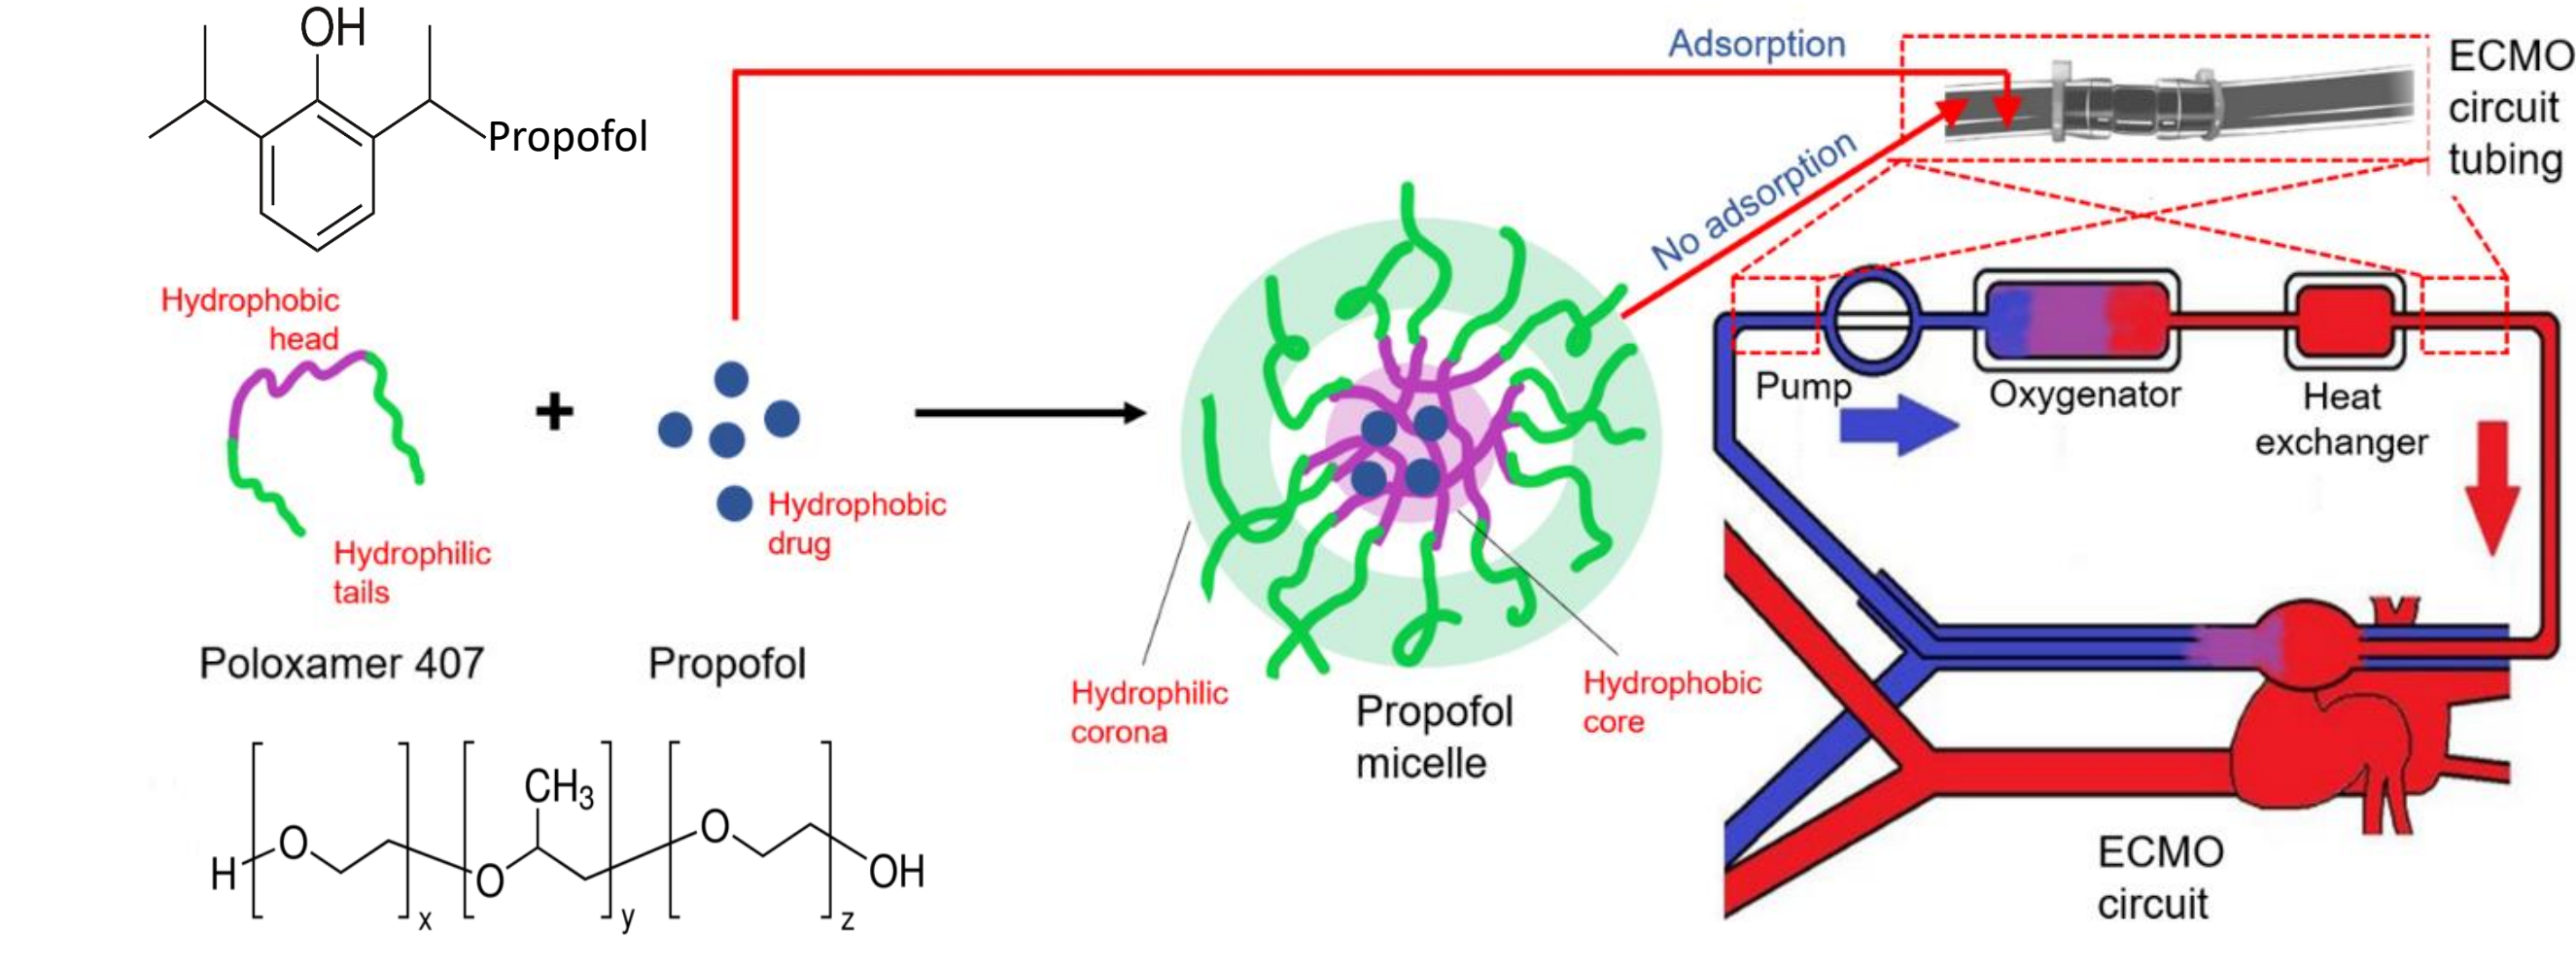 OH
Propofol
Hydrophobic
head
Hydrophilic
tails
Poloxamer 407
+
Hydrophobic
drug
Propofol
H
O
x
O
CH3
y
O
z
OH
Hydrophilic
corona
Propofol
micelle
Hydrophobic
core
Adsorption
No adsorption
ECMO
circuit
tubing
Pump
Oxygenator
Heat
exchanger
ECMO
circuit